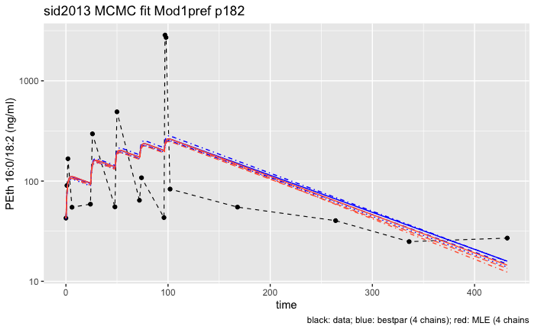 sid2013 MCMC fit Mod1pref p182
PEth 16:0/18:2 (ng/ml)
1000
100
10
0
100
200
300
400
time
black: data; blue: bestpar (4 chains); red: MLE (4 chains